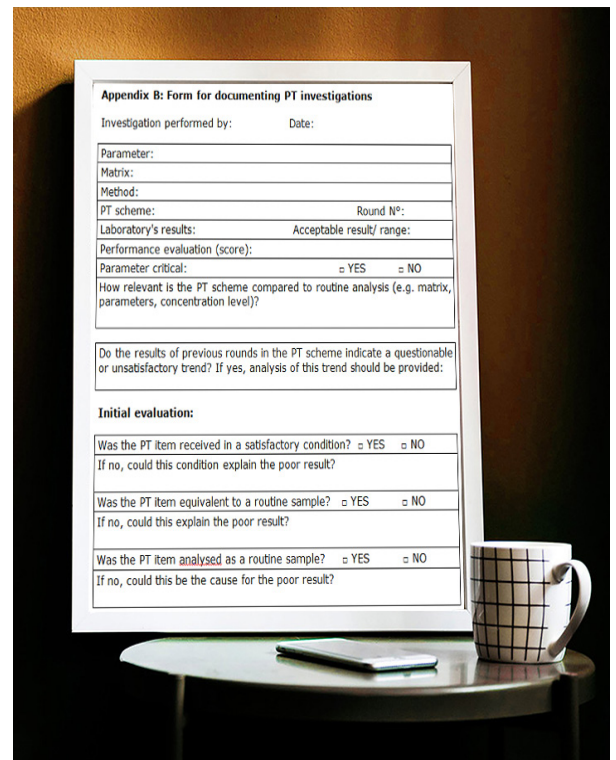 Appendix B: Form for documenting PT investigations
Investigation performed by: Date:
Parameter:
Matrix:
Method:
PT scheme: Round Nº:
Laboratory's results: Acceptable result/ range:
Performance evaluation (score):
Parameter critical: □ YES □ NO
How relevant is the PT scheme compared to routine analysis (e.g. matrix,
parameters, concentration level)?
Do the results of previous rounds in the PT scheme indicate a questionable
or unsatisfactory trend? If yes, analysis of this trend should be provided:
Initial evaluation:
Was the PT item received in a satisfactory condition? □ YES □ NO
If no, could this condition explain the poor result?
Was the PT item equivalent to a routine sample? □ YES □ NO
If no, could this explain the poor result?
Was the PT item analysed as a routine sample? □ YES □ NO
If no, could this be the cause for the poor result?